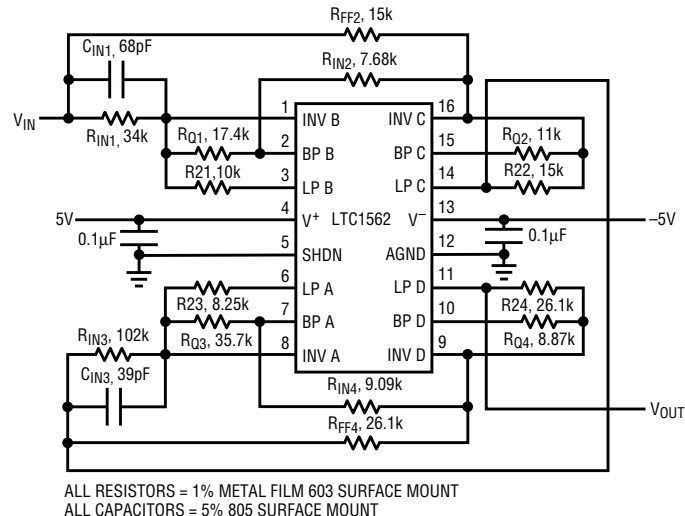 RFF2, 15k
CIN1, 68pF
RIN2, 7.68k
VIN
RIN1, 34k
1 INV B INV C 16
RQ1, 17.4k
2 BP B BP C 15
RQ2, 11k
R21,10k
3 LP B LP C 14
R22, 15k
5V
4 V+ LTC1562 V− 13
–5V
0.1µF
5 SHDN AGND 12
0.1µF
6 LP A LP D 11
R23, 8.25k
R24, 26.1k
7 BP A BP D 10
RIN3, 102k
RQ3, 35.7k
RQ4, 8.87k
8 INV A INV D 9
CIN3, 39pF
RIN4, 9.09k
VOUT
RFF4, 26.1k
ALL RESISTORS = 1% METAL FILM 603 SURFACE MOUNT
ALL CAPACITORS = 5% 805 SURFACE MOUNT